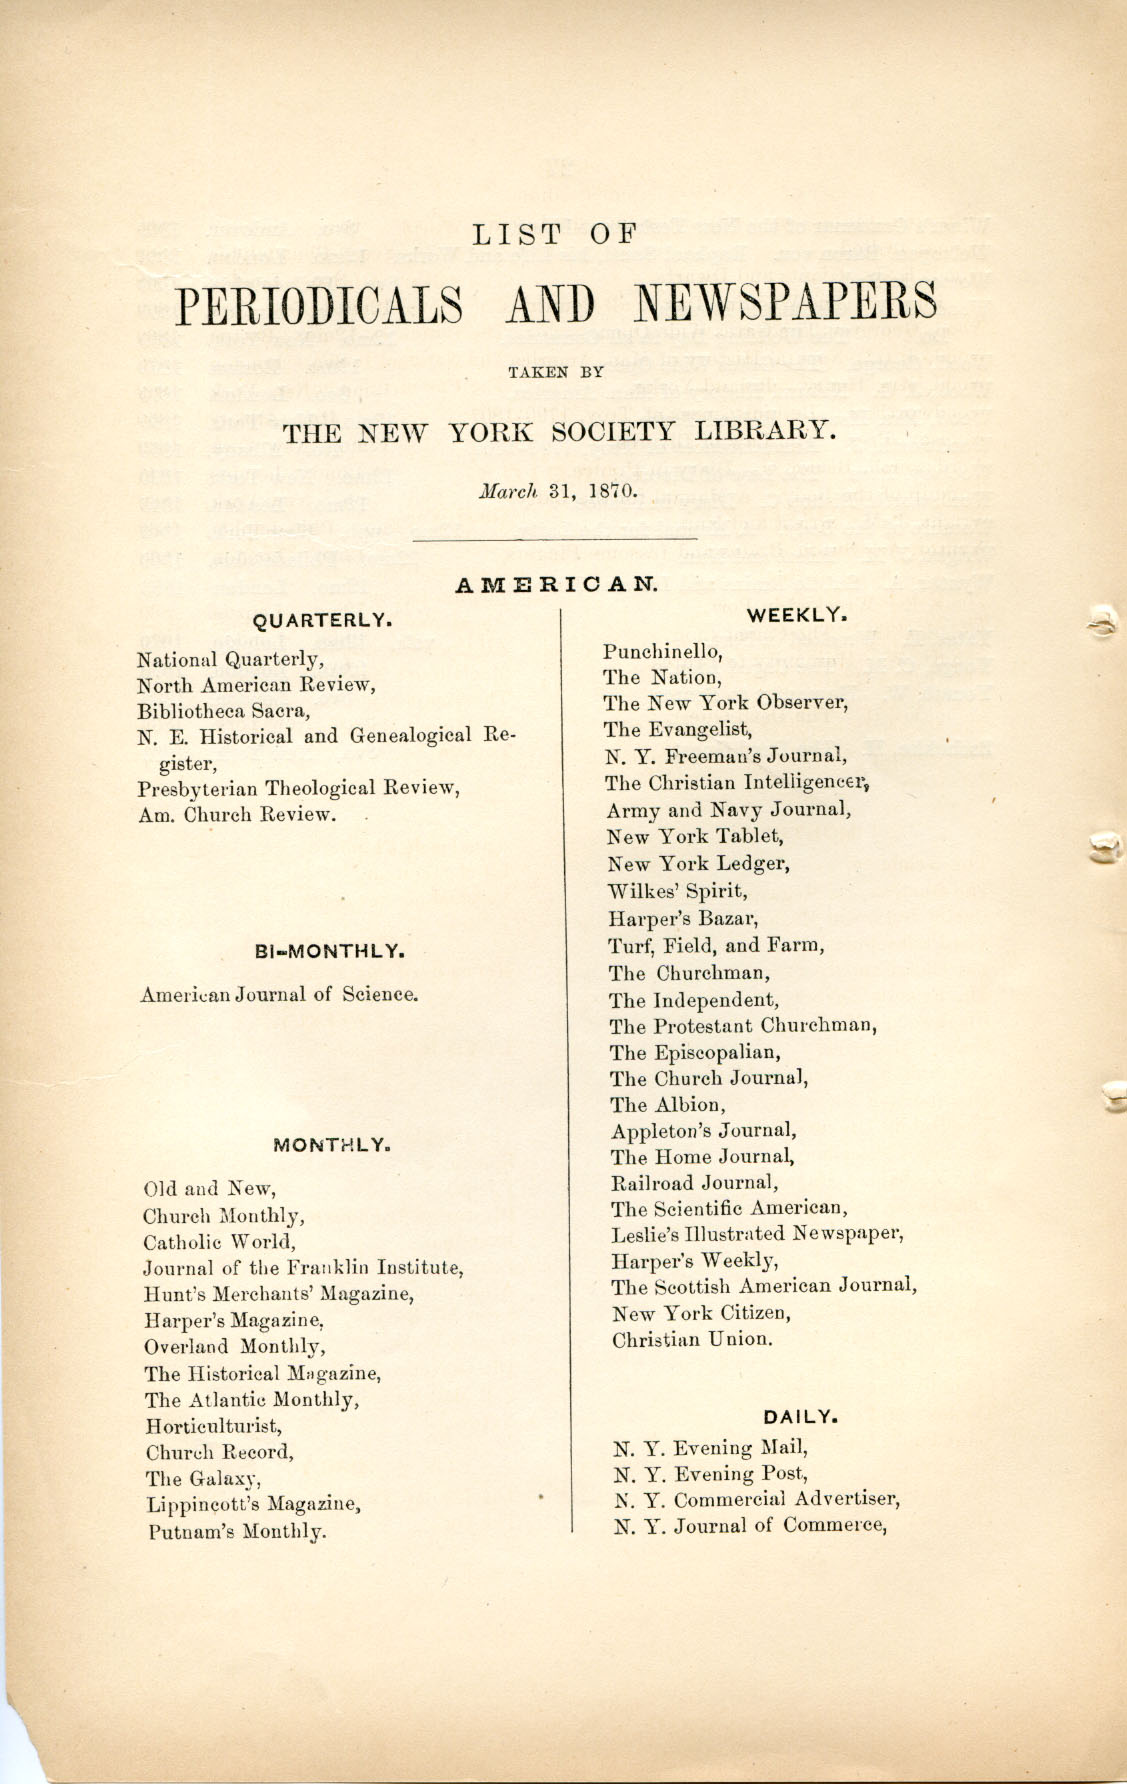 LIST OF
PERIODICALS AND NEWSPAPERS
TAKEN BY
THE NEW YORK SOCIETY LIBRARY.
March 31, 1870.
AMERICAN.
QUARTERLY.
National Quarterly,
North American Review,
Bibliotheca Sacra,
N. E. Historical and Genealogical Re-
gister,
Presbyterian Theological Review,
Am. Church Review.
BI-MONTHLY.
American Journal of Science.
MONTHLY.
Old and New,
Church Monthly,
Catholic World,
Journal of the Franklin Institute,
Hunt's Merchants' Magazine,
Harper's Magazine,
Overland Monthly,
The Historical Magazine,
The Atlantic Monthly,
Horticulturist,
Church Record,
The Galaxy,
Lippincott's Magazine,
Putnam's Monthly.
WEEKLY.
Punchinello,
The Nation,
The New York Observer,
The Evangelist,
N. Y. Freeman's Journal,
The Christian Intelligencer,
Army and Navy Journal,
New York Tablet,
New York Ledger,
Wilkes' Spirit,
Harper's Bazar,
Turf, Field, and Farm,
The Churchman,
The Independent,
The Protestant Churchman,
The Episcopalian,
The Church Journal,
The Albion,
Appleton's Journal,
The Home Journal,
Railroad Journal,
The Scientific American,
Leslie's Illustrated Newspaper,
Harper's Weekly,
The Scottish American Journal,
New York Citizen,
Christian Union.
DAILY.
N. Y. Evening Mail,
N. Y. Evening Post,
N. Y. Commercial Advertiser,
N. Y. Journal of Commerce,